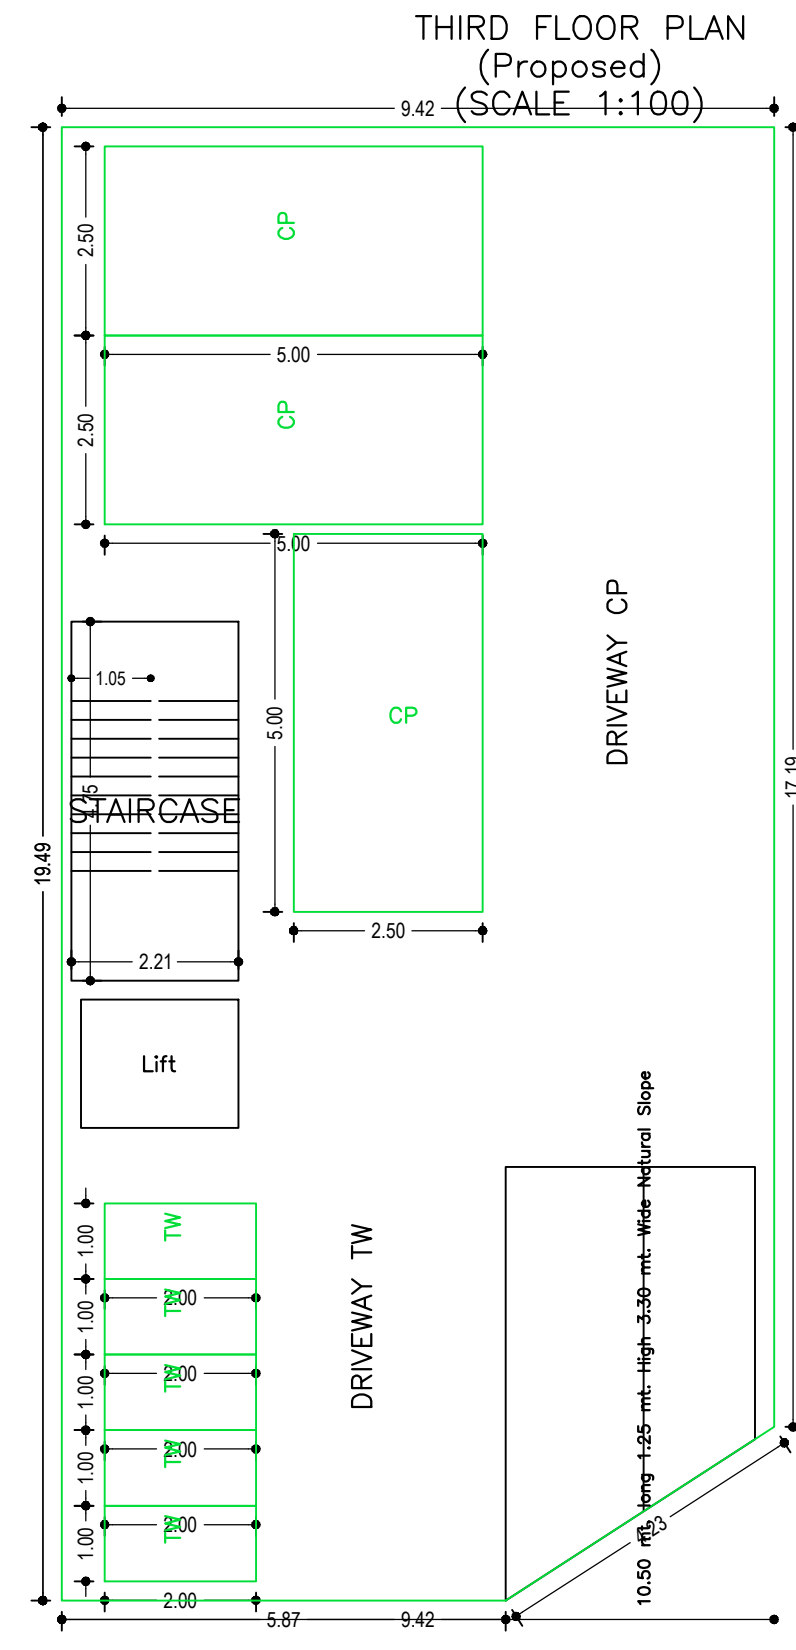 THIRD FLOOR PLAN
(Proposed)
(SCALE 1:100)
9.42
2.50
CP
5.00
2.50
CP
5.00
DRIVEWAY CP
1.05
5.00
CP
17.19
4.75
STAIRCASE
19.49
2.50
2.21
Lift
10.50 mt. long 1.25 mt. High 3.30 mt. Wide Natural Slope
1.00
TW
DRIVEWAY TW
2.00
1.00
TW
2.00
1.00
TW
2.00
1.00
TW
2.00
1.00
TW
2.00
5.87
9.42